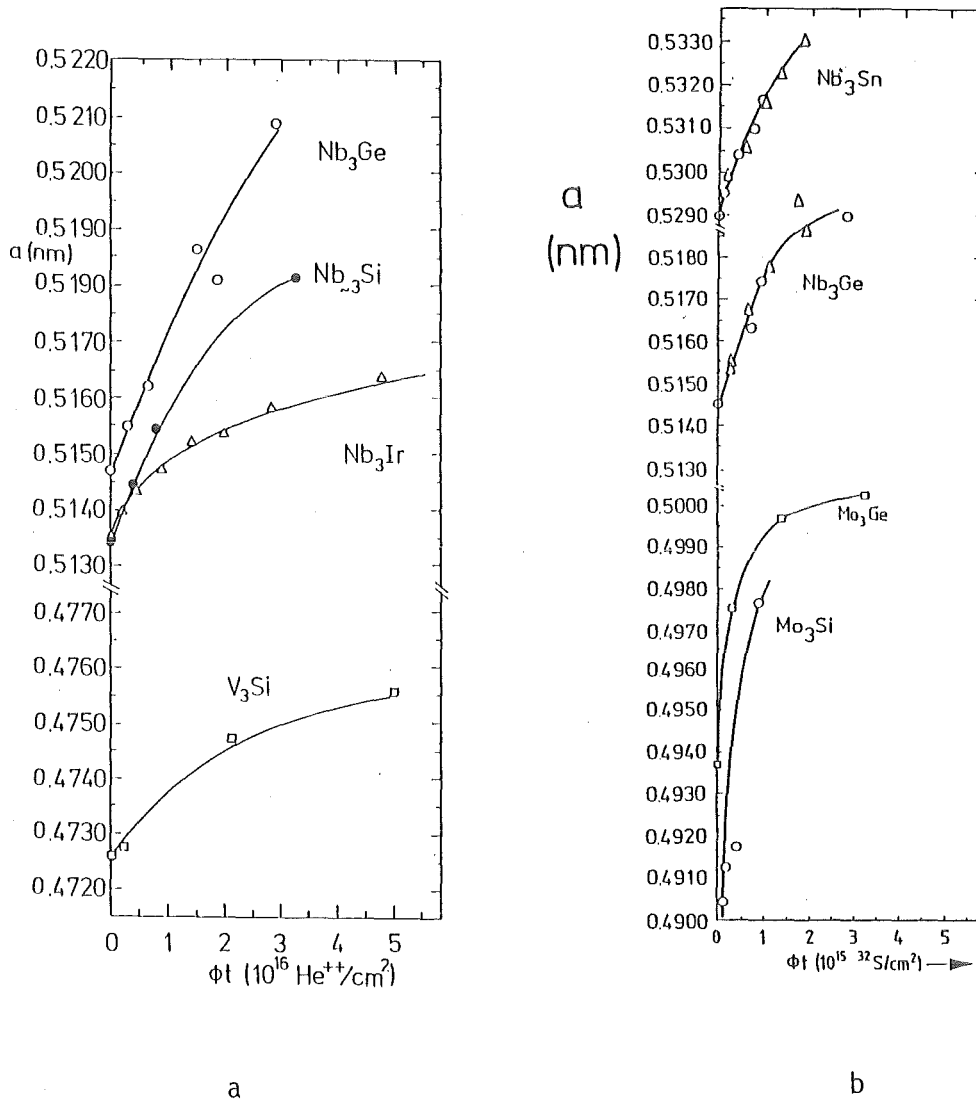 0,5220
0,5210
0,5200
0,5190
a (nm)
0,5180
0,5170
0,5160
0,5150
0,5140
0,5130
0,4770
0,4760
0,4750
0,4740
0,4730
0,4720
Nb3Ge
Nb~3Si
Nb3Ir
V3Si
0 1 2 3 4 5
Φt (10^16 He^++/cm^2)
a
a
(nm)
0,5330
0,5320
0,5310
0,5300
0,5290
0,5180
0,5170
0,5160
0,5150
0,5140
0,5130
0,5000
0,4990
0,4980
0,4970
0,4960
0,4950
0,4940
0,4930
0,4920
0,4910
0,4900
Nb3Sn
Nb3Ge
Mo3Ge
Mo3Si
0 1 2 3 4 5
Φt (10^15 32S/cm^2)
b